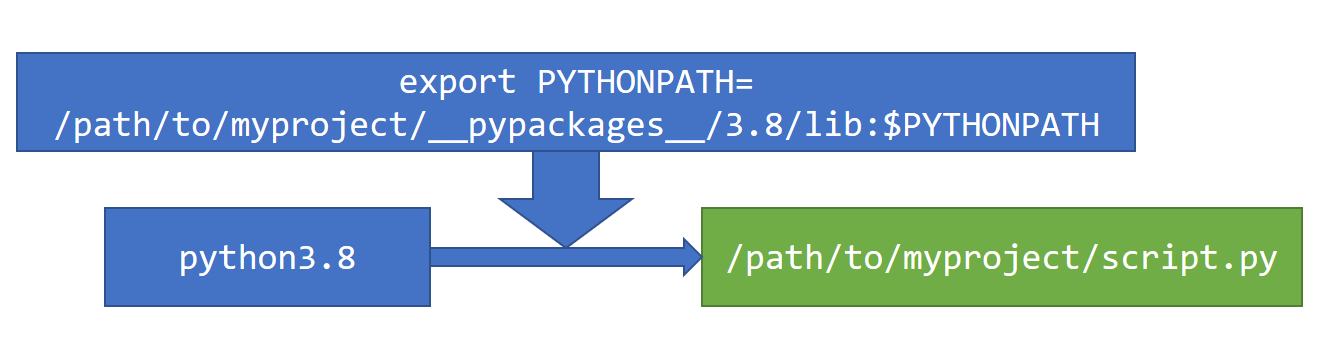 export PYTHONPATH=
/path/to/myproject/__pypackages__/3.8/lib:$PYTHONPATH
python3.8
/path/to/myproject/script.py